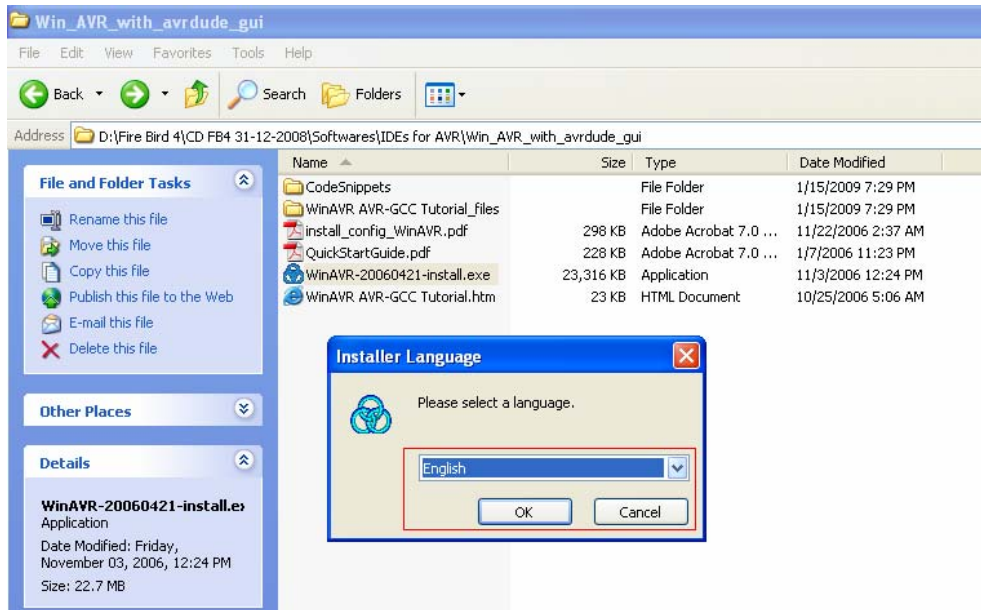 Win_AVR_with_avrdude_gui
File Edit View Favorites Tools Help
Back Search Folders
Address D:\Fire Bird 4\CD FB4 31-12-2008\Softwares\IDEs for AVR\Win_AVR_with_avrdude_gui
File and Folder Tasks
Rename this file
Move this file
Copy this file
Publish this file to the Web
E-mail this file
Delete this file
Other Places
Details
WinAVR-20060421-install.e
Application
Date Modified: Friday,
November 03, 2006, 12:24 PM
Size: 22.7 MB
Name Size Type Date Modified
CodeSnippets File Folder 1/15/2009 7:29 PM
WinAVR AVR-GCC Tutorial_files File Folder 1/15/2009 7:29 PM
install_config_WinAVR.pdf 298 KB Adobe Acrobat 7.0 ... 11/22/2006 2:37 AM
QuickStartGuide.pdf 228 KB Adobe Acrobat 7.0 ... 1/7/2006 11:23 PM
WinAVR-20060421-install.exe 23,316 KB Application 11/3/2006 12:24 PM
WinAVR AVR-GCC Tutorial.htm 23 KB HTML Document 10/25/2006 5:06 AM
Installer Language
Please select a language.
English
OK Cancel